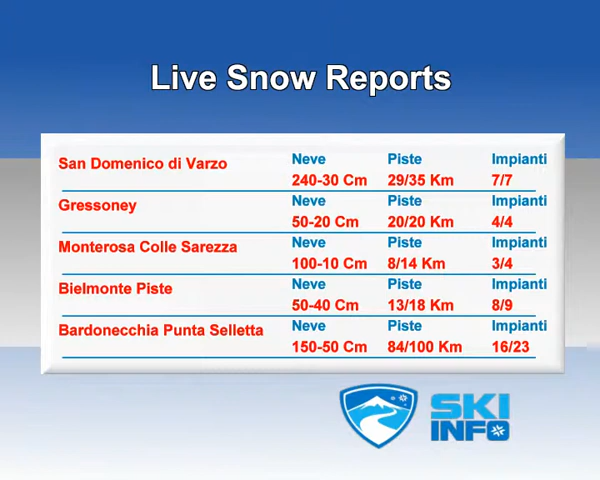 Live Snow Reports
San Domenico di Varzo Neve Piste Impianti
240-30 Cm 29/35 Km 7/7
Gressoney Neve Piste Impianti
50-20 Cm 20/20 Km 4/4
Monterosa Colle Sarezza Neve Piste Impianti
100-10 Cm 8/14 Km 3/4
Bielmonte Piste Neve Piste Impianti
50-40 Cm 13/18 Km 8/9
Bardonecchia Punta Selletta Neve Piste Impianti
150-50 Cm 84/100 Km 16/23
SKI
INFO